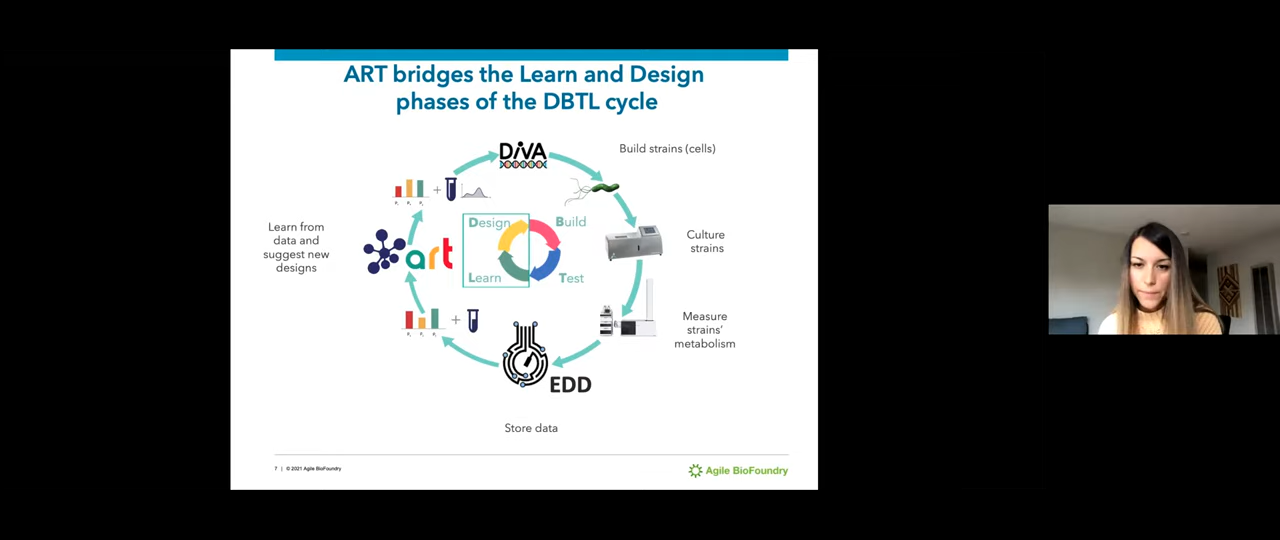 ART bridges the Learn and Design
phases of the DBTL cycle
DIVA
Build strains (cells)
Learn from
data and
suggest new
designs
art
Design
Build
Learn
Test
Culture
strains
Measure
strains’
metabolism
EDD
Store data
7 | © 2021 Agile BioFoundry
Agile BioFoundry